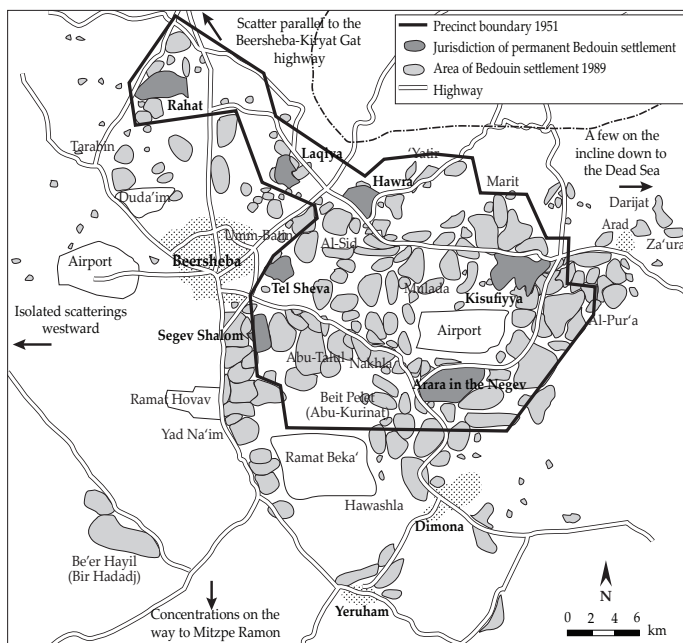 Scatter parallel to the
Beersheba-Kiryat Gat
highway
Precinct boundary 1951
Jurisdiction of permanent Bedouin settlement
Area of Bedouin settlement 1989
Highway
Rahat
Tarabin
Laqiya
'Yatir
A few on the
incline down to
the Dead Sea
Hawra
Marit
Duda'im
Darijat
Umm-Batin
Al-Sid
Arad
Za'ura
Beersheba
Airport
Tel Sheva
Mulada
Kisufiyya
Isolated scatterings
westward
Airport
Al-Pur'a
Segev Shalom
Abu-Talul
Nakhla
Arara in the Negev
Ramat Hovav
Beit Pelet
(Abu-Kurinat)
Yad Na'im
Ramat Beka'
Hawashla
Dimona
Be'er Hayil
(Bir Hadadj)
Yeruham
Concentrations on the
way to Mitzpe Ramon
N
0 2 4 6 km